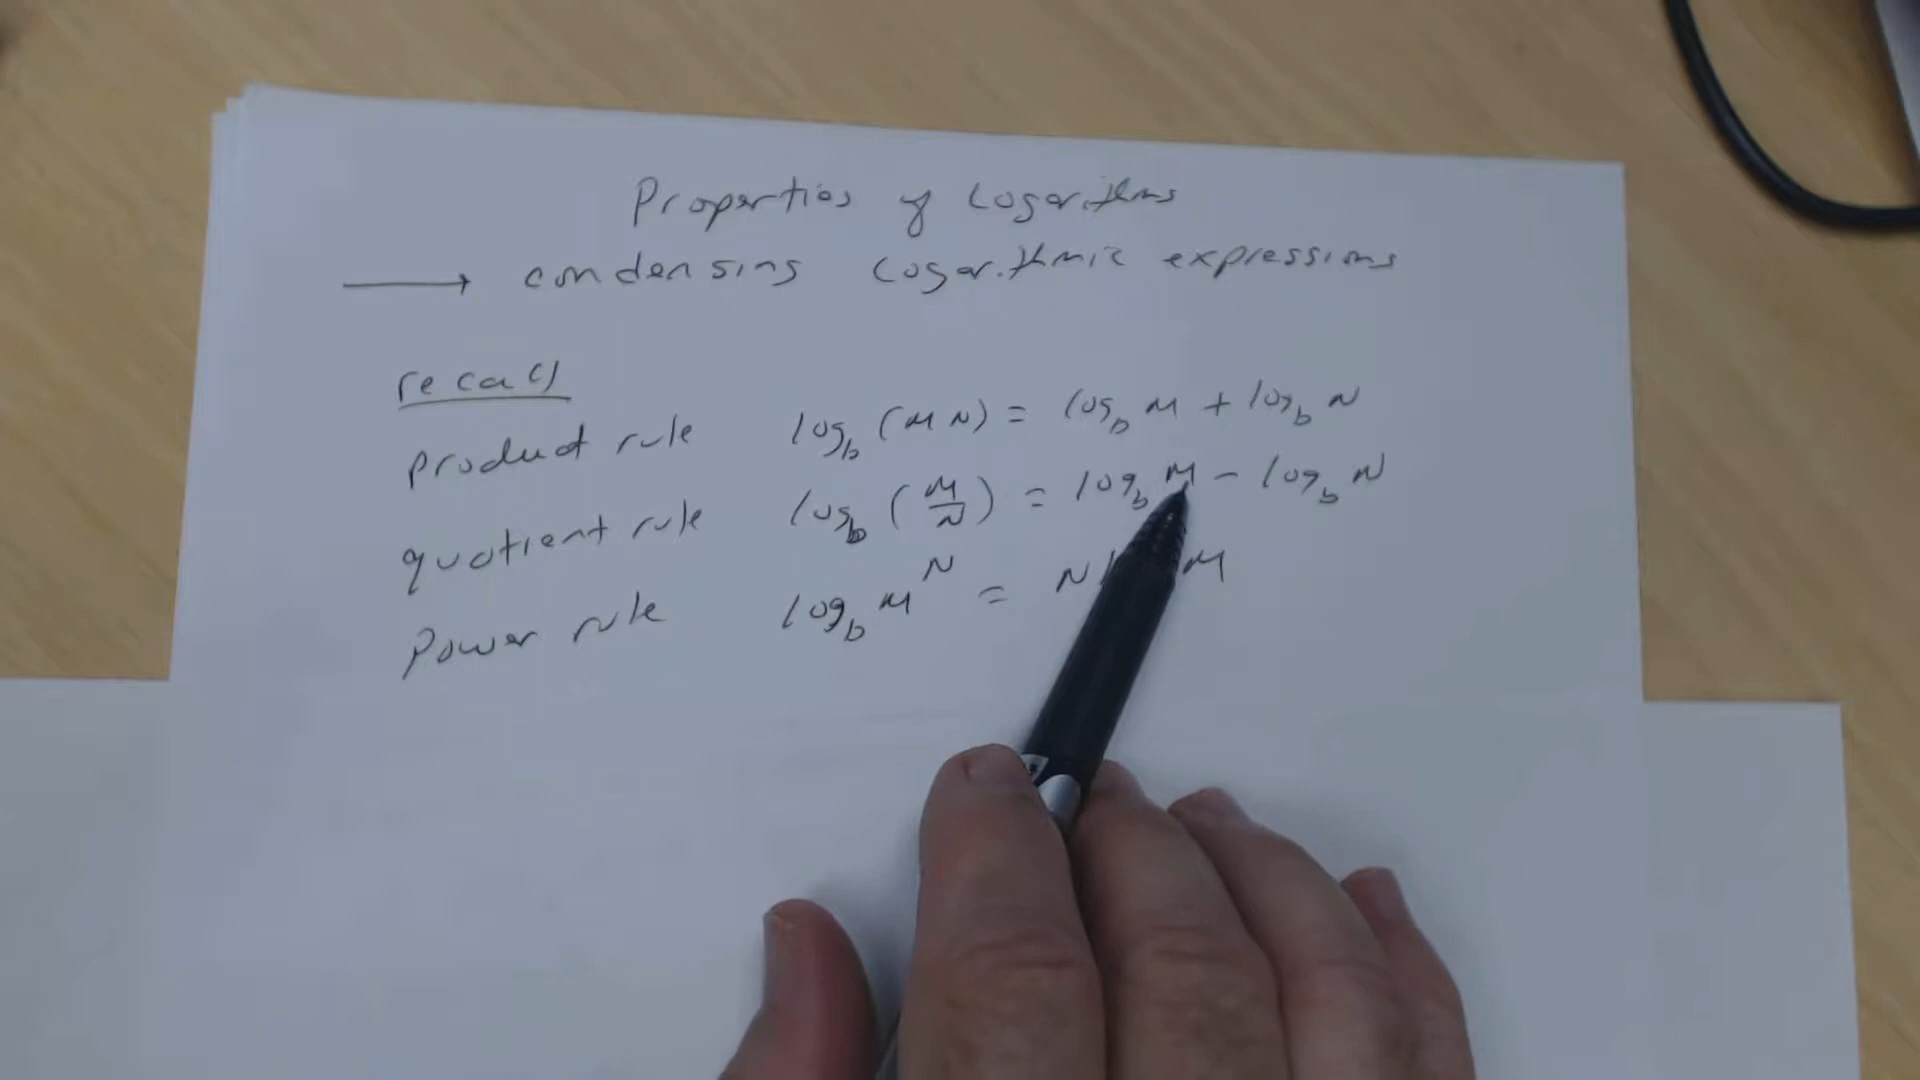 Properties of Logarithms
→ condensing logarithmic expressions
recall
product rule log_b (MN) = log_b M + log_b N
quotient rule log_b (M/N) = log_b M - log_b N
Power rule log_b M^N = N M